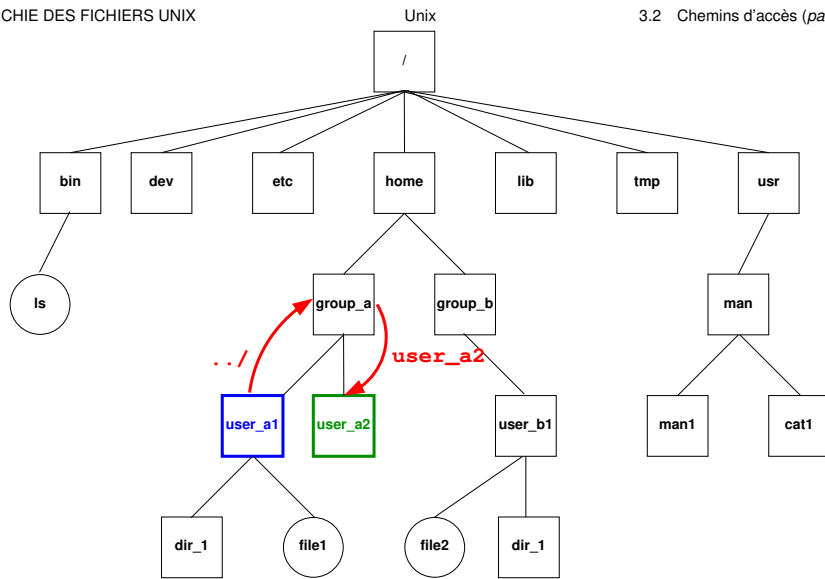 CHIE DES FICHIERS UNIX Unix 3.2 Chemins d'accès (pa
/
bin dev etc home lib tmp usr
ls group_a group_b man
../ user_a2
user_a1 user_a2 user_b1 man1 cat1
dir_1 file1 file2 dir_1